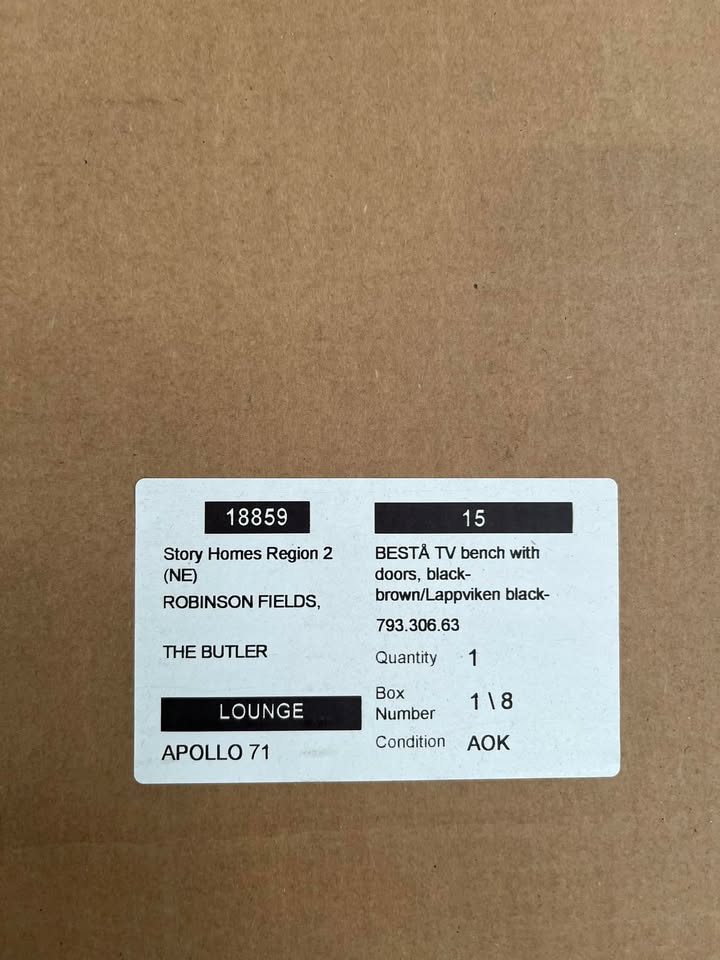 18859
Story Homes Region 2
(NE)
ROBINSON FIELDS,
THE BUTLER
LOUNGE
APOLLO 71
15
BESTÅ TV bench with
doors, black-
brown/Lappviken black-
793.306.63
Quantity 1
Box
Number 1 \ 8
Condition AOK